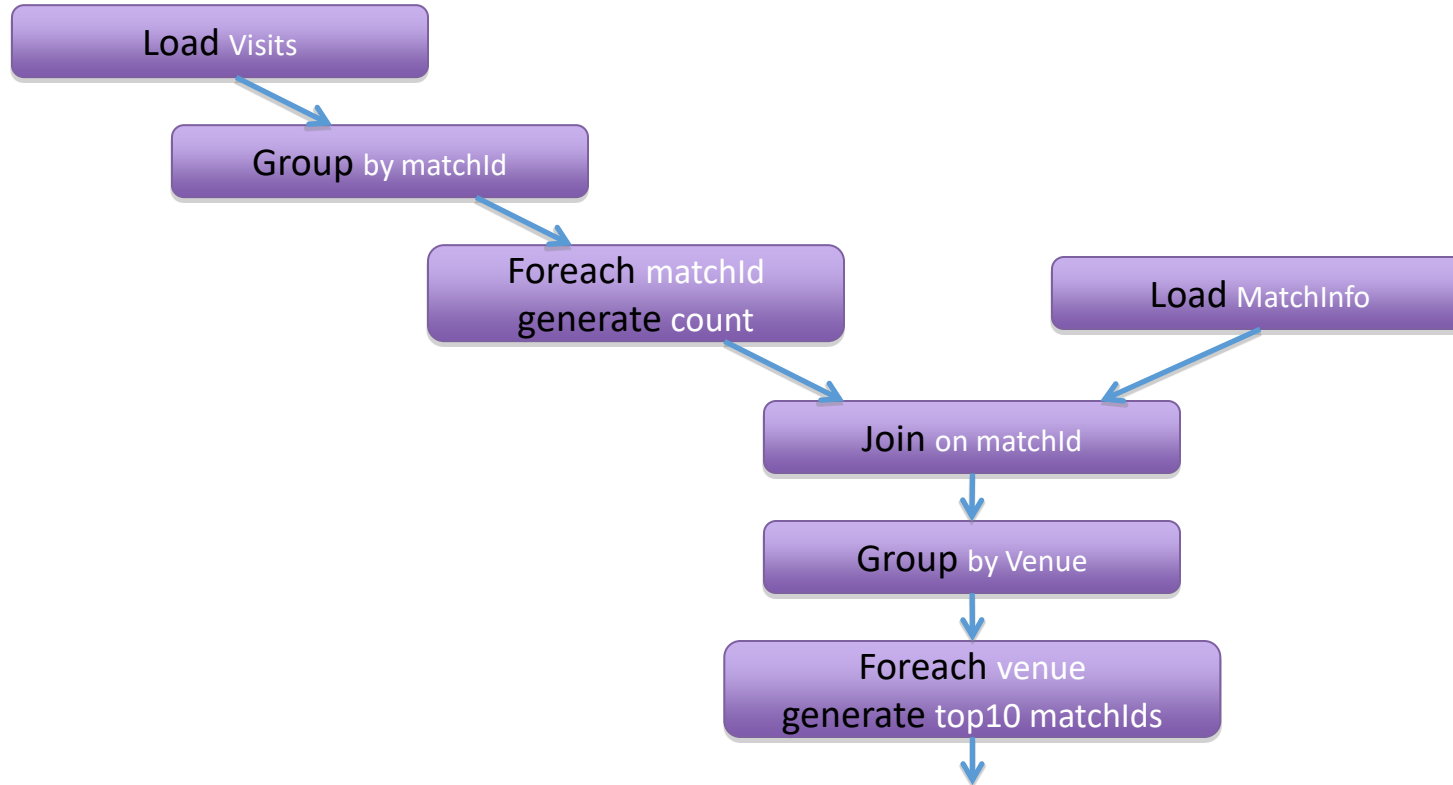 Load Visits
Group by matchId
Foreach matchId
generate count
Load MatchInfo
Join on matchId
Group by Venue
Foreach venue
generate top10 matchIds